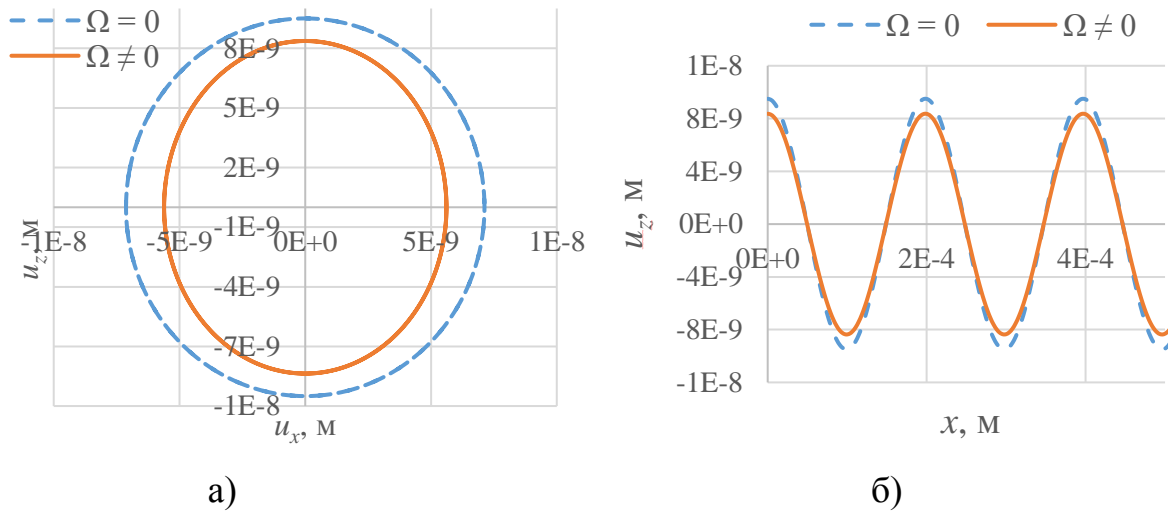 Ω = 0
Ω ≠ 0
8E-9
5E-9
2E-9
-1E-9
-4E-9
-7E-9
-1E-8
-1E-8
-5E-9
0E+0
5E-9
1E-8
u_z, м
u_x, м
а)
Ω = 0
Ω ≠ 0
1E-8
8E-9
4E-9
0E+0
-4E-9
-8E-9
-1E-8
0E+0
2E-4
4E-4
u_z, м
x, м
б)